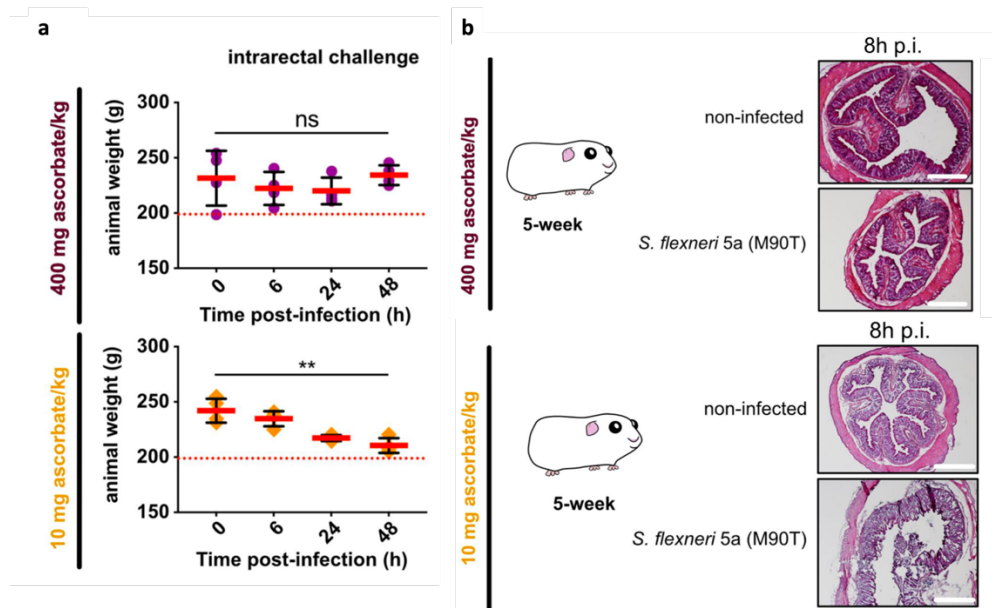 a
intrarectal challenge
400 mg ascorbate/kg
animal weight (g)
300
250
200
150
ns
0
6
24
48
Time post-infection (h)
10 mg ascorbate/kg
animal weight (g)
300
250
200
150
**
0
6
24
48
Time post-infection (h)
b
8h p.i.
400 mg ascorbate/kg
non-infected
5-week
S. flexneri 5a (M90T)
8h p.i.
10 mg ascorbate/kg
non-infected
5-week
S. flexneri 5a (M90T)